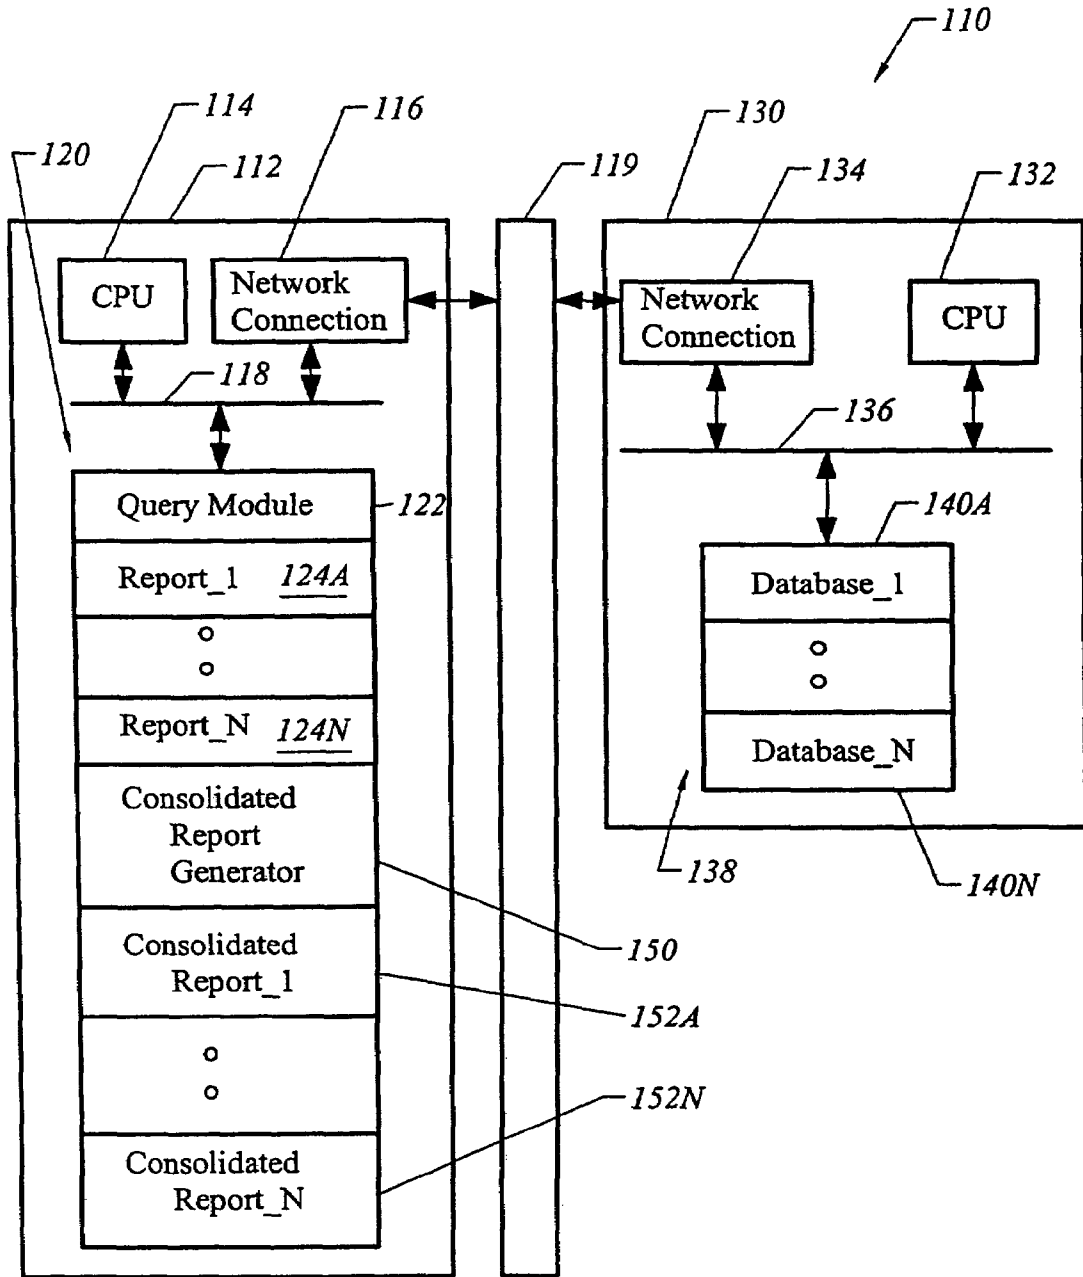 110
114
116
130
120
112
119
134
132
CPU
Network
Connection
Network
Connection
CPU
118
136
Query Module
122
140A
Report_1 124A
Database_1
Report_N 124N
Database_N
Consolidated
Report
Generator
138
140N
150
Consolidated
Report_1
152A
152N
Consolidated
Report_N